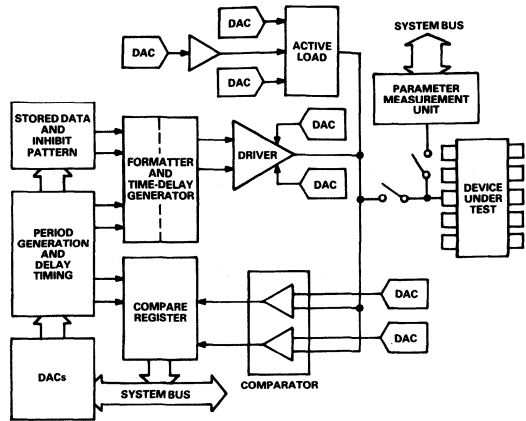 DAC
DAC
DAC
ACTIVE
LOAD
SYSTEM BUS
PARAMETER
MEASUREMENT
UNIT
STORED DATA
AND
INHIBIT
PATTERN
FORMATTER
AND
TIME-DELAY
GENERATOR
DRIVER
DAC
DAC
DEVICE
UNDER
TEST
PERIOD
GENERATION
AND
DELAY
TIMING
COMPARE
REGISTER
DAC
DAC
COMPARATOR
DACs
SYSTEM BUS